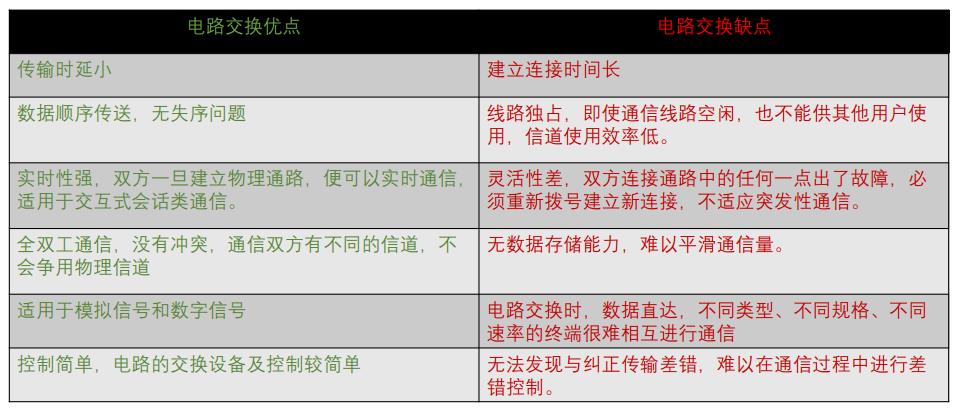 电路交换优点
电路交换缺点
传输时延小
建立连接时间长
数据顺序传送，无失序问题
线路独占，即使通信线路空闲，也不能供其他用户使
用，信道使用效率低。
实时性强，双方一旦建立物理通路，便可以实时通信，
适用于交互式会话类通信。
灵活性差，双方连接通路中的任何一点出了故障，必
须重新拨号建立新连接，不适应突发性通信。
全双工通信，没有冲突，通信双方有不同的信道，不
会争用物理信道
无数据存储能力，难以平滑通信量。
适用于模拟信号和数字信号
电路交换时，数据直达，不同类型、不同规格、不同
速率的终端很难相互进行通信
控制简单，电路的交换设备及控制较简单
无法发现与纠正传输差错，难以在通信过程中进行差
错控制。